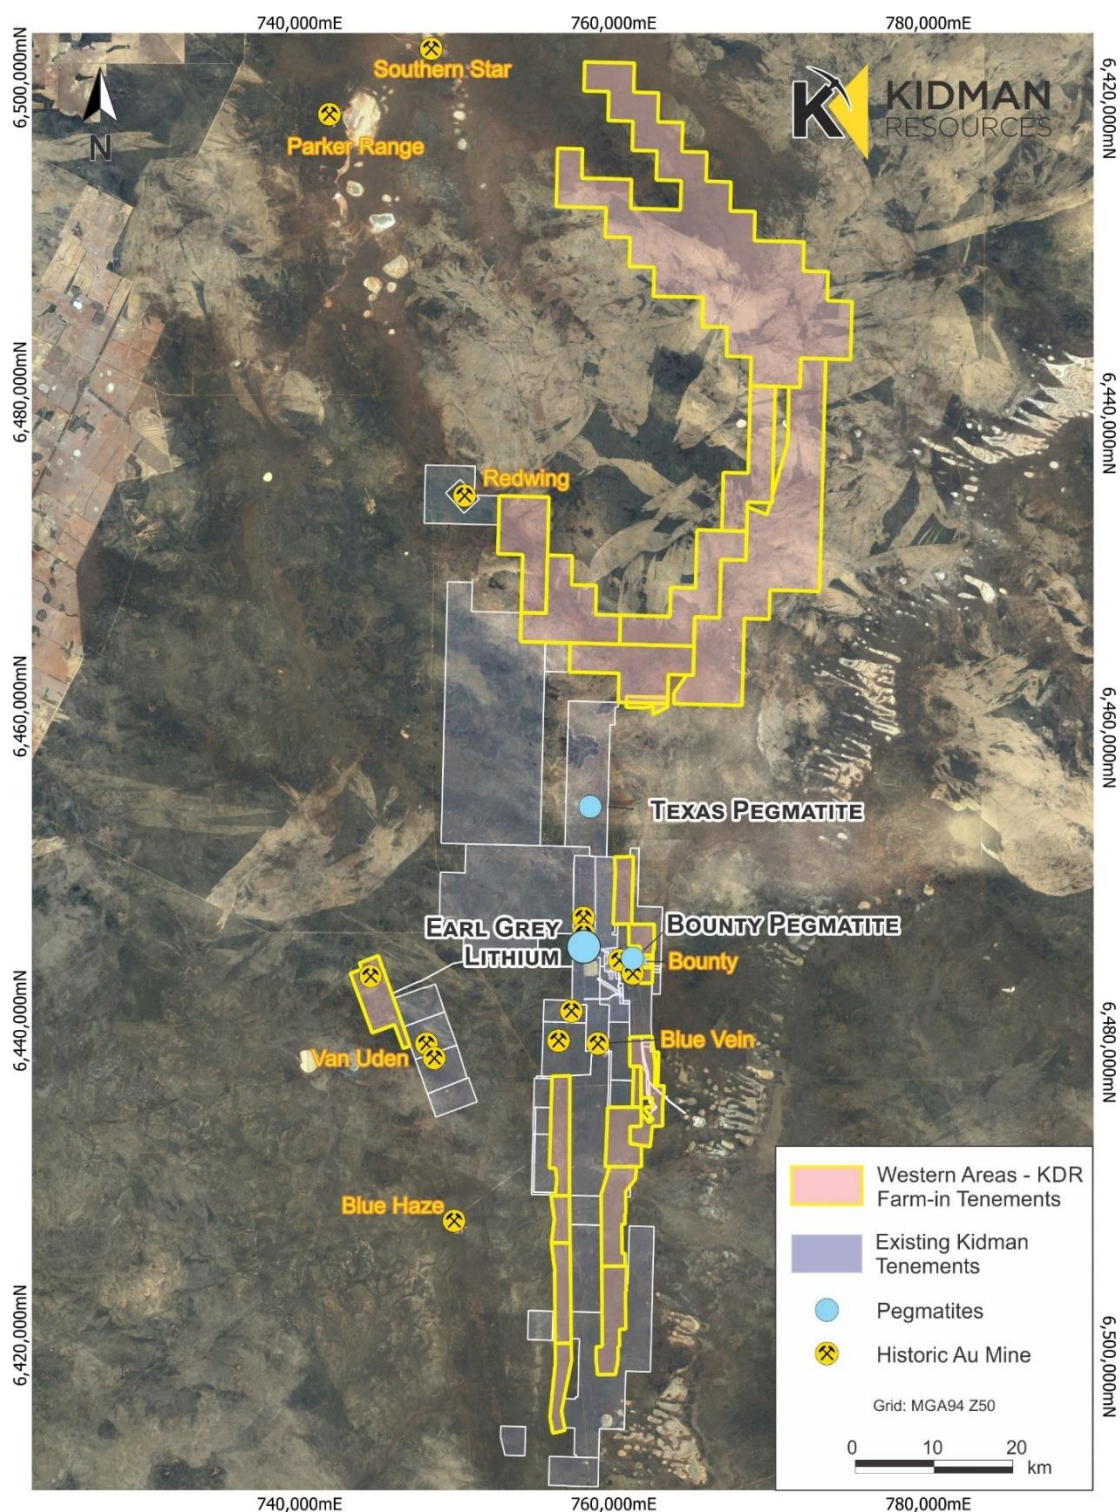 740,000mE
760,000mE
780,000mE
6,500,000mN
6,420,000mN
Southern Star
Parker Range
N
KIDMAN
RESOURCES
6,480,000mN
6,440,000mN
Redwing
6,460,000mN
6,460,000mN
TEXAS PEGMATITE
EARL GREY
LITHIUM
BOUNTY PEGMATITE
Bounty
6,440,000mN
6,480,000mN
Van Uden
Blue Vein
Blue Haze
6,420,000mN
6,500,000mN
Western Areas - KDR
Farm-in Tenements
Existing Kidman
Tenements
Pegmatites
Historic Au Mine
Grid: MGA94 Z50
0 10 20
km
740,000mE
760,000mE
780,000mE